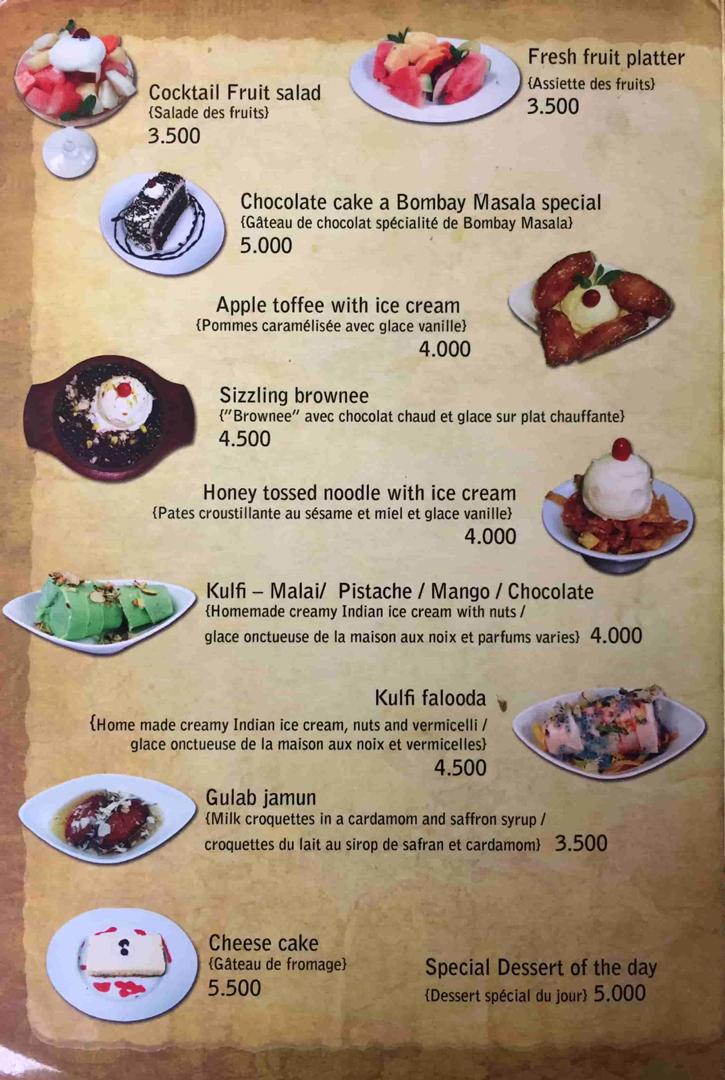 Fresh fruit platter
{Assiette des fruits}
3.500
Cocktail Fruit salad
{Salade des fruits}
3.500
Chocolate cake a Bombay Masala special
{Gâteau de chocolat spécialité de Bombay Masala}
5.000
Apple toffee with ice cream
{Pommes caramélisée avec glace vanille}
4.000
Sizzling brownee
{"Brownee" avec chocolat chaud et glace sur plat chauffante}
4.500
Honey tossed noodle with ice cream
{Pates croustillante au sésame et miel et glace vanille}
4.000
Kulfi – Malai/ Pistache / Mango / Chocolate
{Homemade creamy Indian ice cream with nuts /
glace onctueuse de la maison aux noix et parfums varies} 4.000
Kulfi falooda
{Home made creamy Indian ice cream, nuts and vermicelli /
glace onctueuse de la maison aux noix et vermicelles}
4.500
Gulab jamun
{Milk croquettes in a cardamom and saffron syrup /
croquettes du lait au sirop de safran et cardamom} 3.500
Cheese cake
{Gâteau de fromage}
5.500
Special Dessert of the day
{Dessert spécial du jour} 5.000